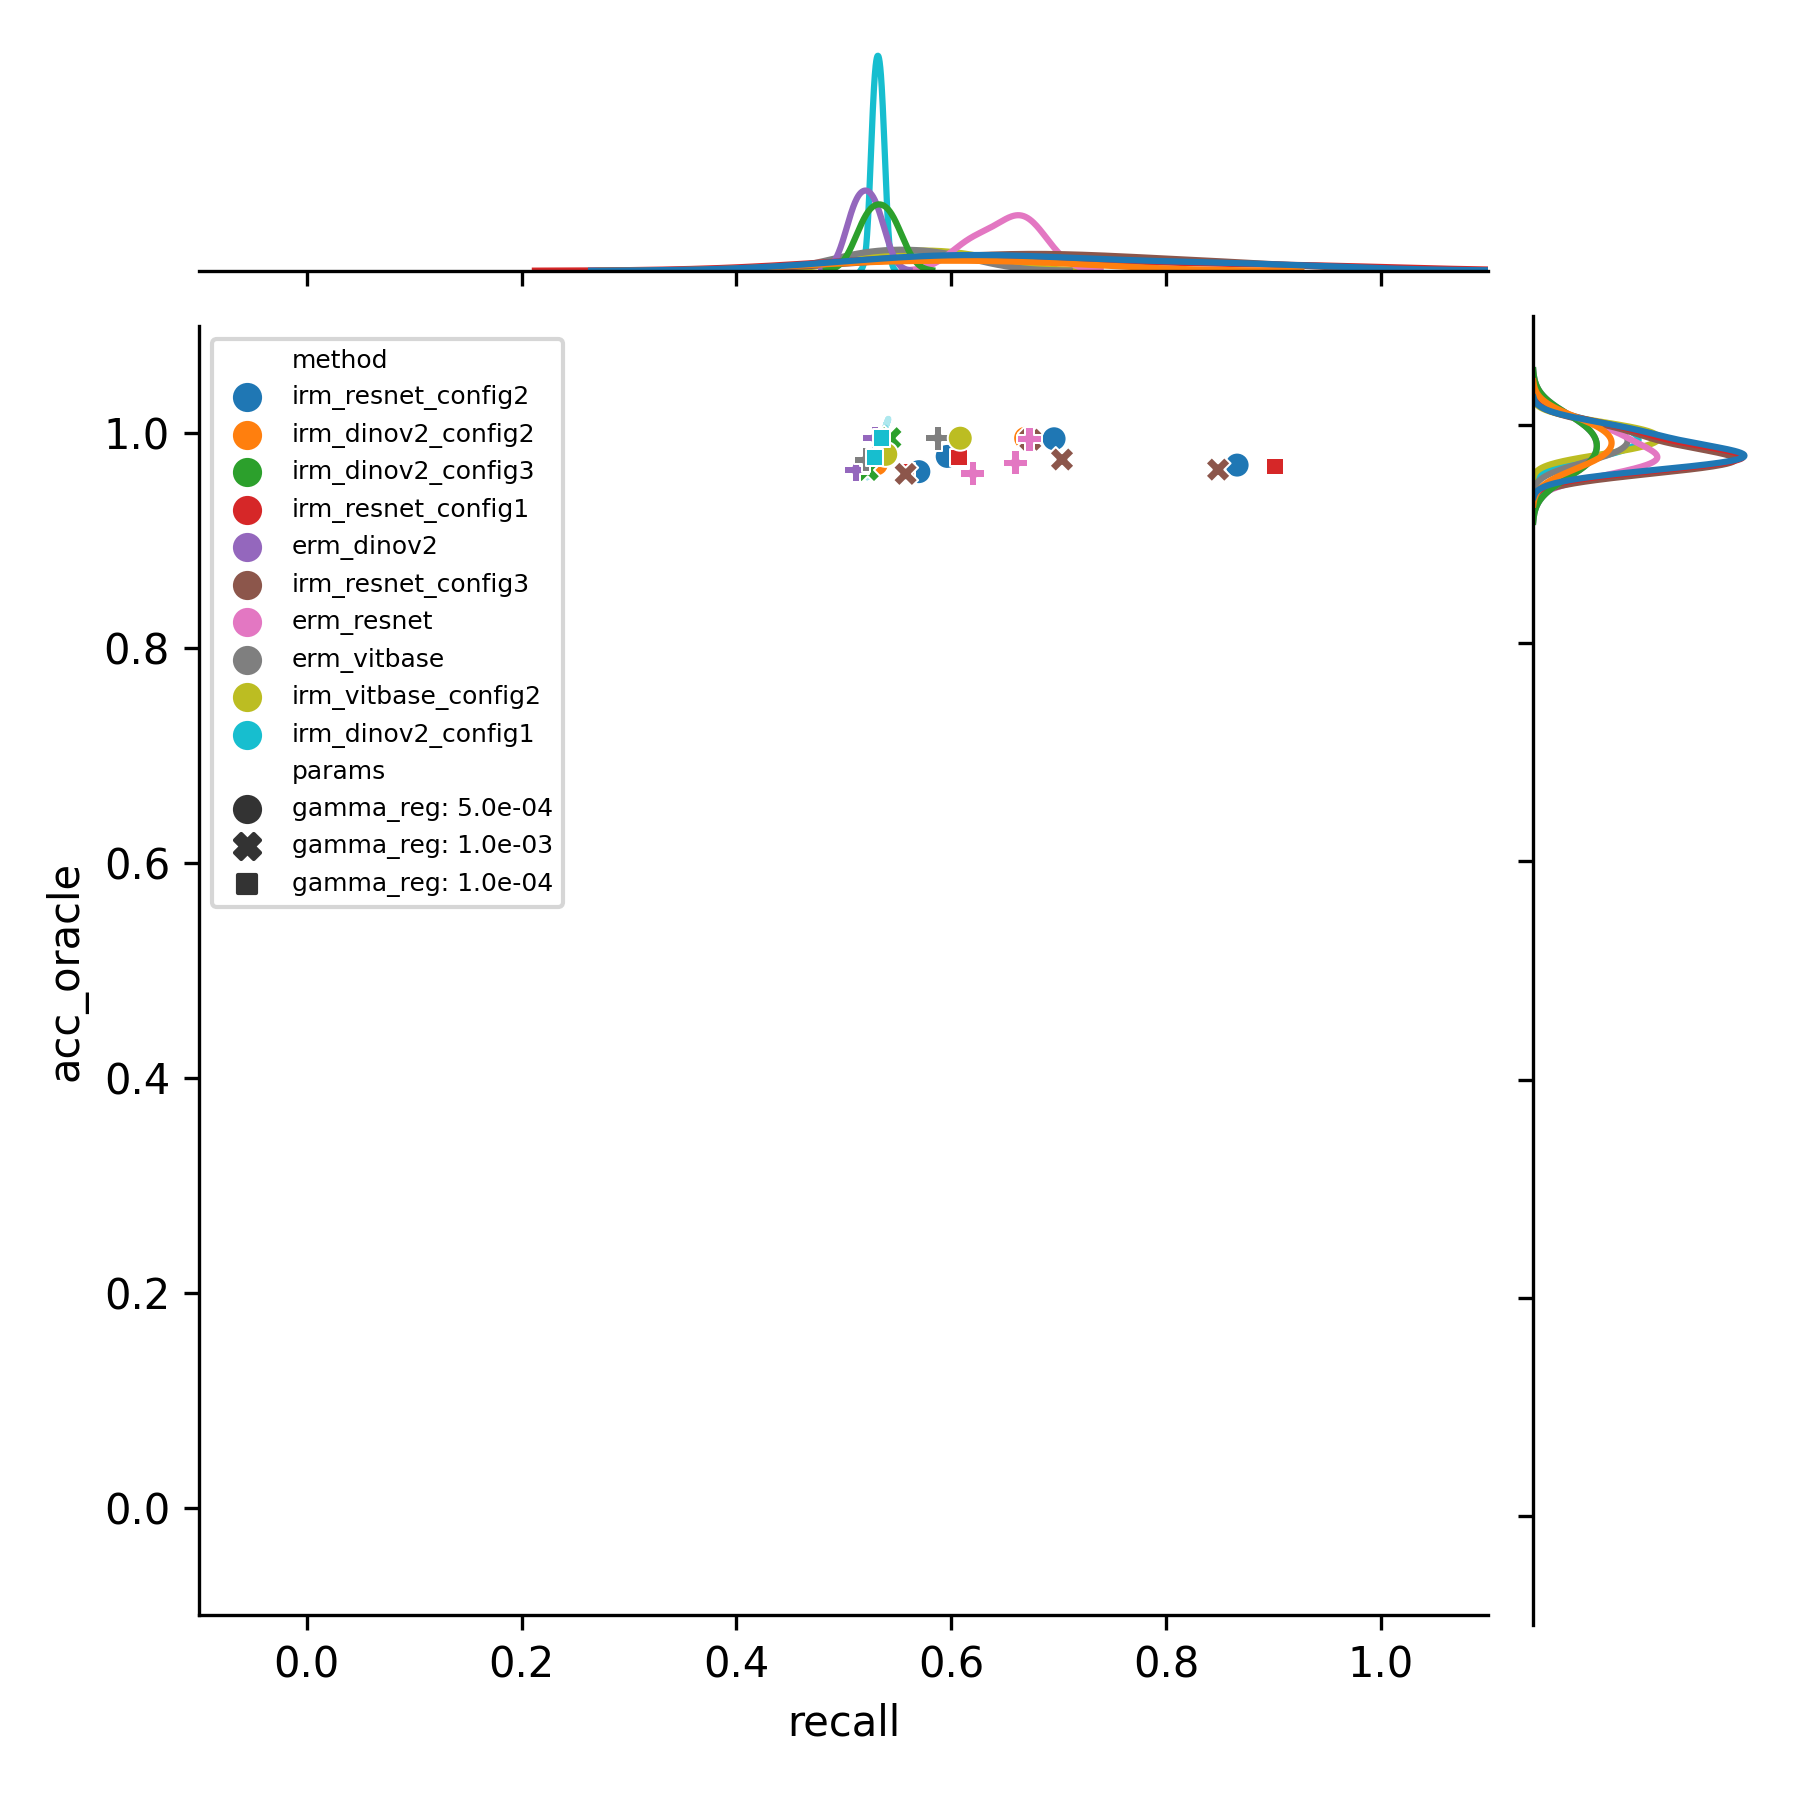 method
irm_resnet_config2
irm_dinov2_config2
irm_dinov2_config3
irm_resnet_config1
erm_dinov2
irm_resnet_config3
erm_resnet
erm_vitbase
irm_vitbase_config2
irm_dinov2_config1
params
gamma_reg: 5.0e-04
gamma_reg: 1.0e-03
gamma_reg: 1.0e-04
1.0
0.8
0.6
0.4
0.2
0.0
acc_oracle
0.0 0.2 0.4 0.6 0.8 1.0
recall